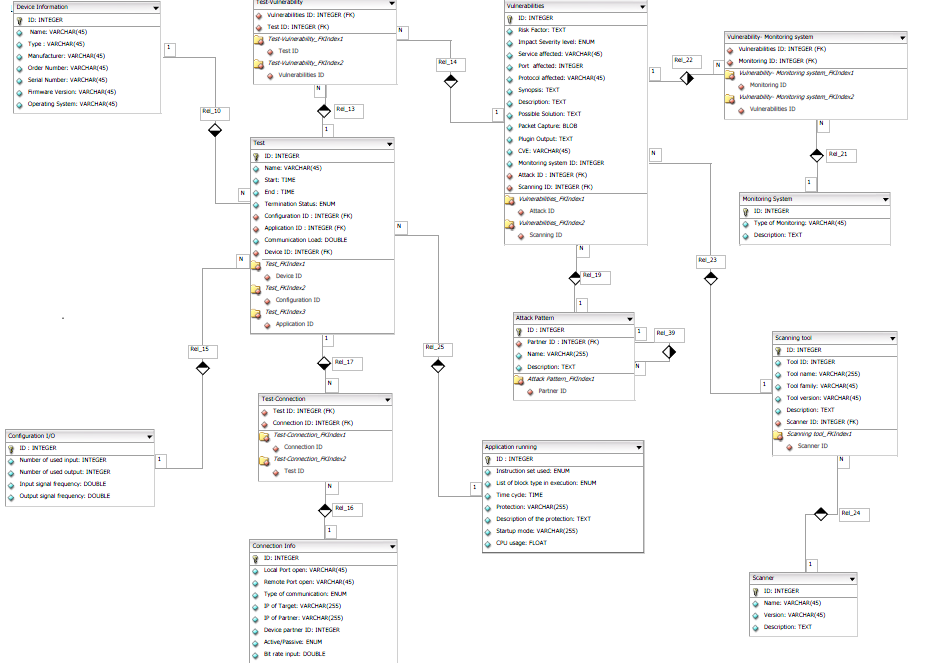 Device Information
ID: INTEGER
Name: VARCHAR(45)
Type : VARCHAR(45)
Manufacturer: VARCHAR(45)
Order Number: VARCHAR(45)
Serial Number: VARCHAR(45)
Firmware Version: VARCHAR(45)
Operating System: VARCHAR(45)
1
Rel_10
N
Test-Vulnerability
Vulnerabilities ID: INTEGER (FK)
Test ID: INTEGER (FK)
Test-Vulnerability_FKIndex1
Test ID
Test-Vulnerability_FKIndex2
Vulnerabilities ID
N
Rel_14
1
N
Rel_13
1
Test
ID: INTEGER
Name: VARCHAR(45)
Start: TIME
End : TIME
Termination Status: ENUM
Configuration ID: INTEGER (FK)
Application ID : INTEGER (FK)
Communication Load: DOUBLE
Device ID: INTEGER (FK)
Test_FKIndex1
Device ID
Test_FKIndex2
Configuration ID
Test_FKIndex3
Application ID
N
Rel_15
1
N
Rel_25
1
1
Rel_17
N
Vulnerabilities
ID: INTEGER
Risk Factor: TEXT
Impact Severity level: ENUM
Service affected: VARCHAR(45)
Port affected: INTEGER
Protocol affected: VARCHAR(45)
Synopsis: TEXT
Description: TEXT
Possible Solution: TEXT
Packet Capture: BLOB
Plugin Output: TEXT
CVE: VARCHAR(45)
Monitoring system ID: INTEGER
Attack ID : INTEGER (FK)
Scanning ID: INTEGER (FK)
Vulnerabilities_FKIndex1
Attack ID
Vulnerabilities_FKIndex2
Scanning ID
1
Rel_22
N
Vulnerability- Monitoring system
Vulnerabilities ID: INTEGER (FK)
Monitoring ID: INTEGER (FK)
Vulnerability- Monitoring system_FKIndex1
Monitoring ID
Vulnerability- Monitoring system_FKIndex2
Vulnerabilities ID
N
Rel_21
1
Monitoring System
ID: INTEGER
Type of Monitoring: VARCHAR(45)
Description: TEXT
N
Rel_23
1
N
Rel_19
1
Attack Pattern
ID : INTEGER
Partner ID : INTEGER (FK)
Name: VARCHAR(255)
Description: TEXT
Attack Pattern_FKIndex1
Partner ID
1
Rel_39
N
Scanning tool
ID: INTEGER
Tool ID: INTEGER
Tool name: VARCHAR(255)
Tool family: VARCHAR(45)
Tool version: VARCHAR(45)
Description: TEXT
Scanner ID: INTEGER (FK)
Scanning tool_FKIndex1
Scanner ID
N
Rel_24
1
Scanner
ID: INTEGER
Name: VARCHAR(45)
Version: VARCHAR(45)
Description: TEXT
Configuration I/O
ID : INTEGER
Number of used input: INTEGER
Number of used output: INTEGER
Input signal frequency: DOUBLE
Output signal frequency: DOUBLE
Test-Connection
Test ID: INTEGER (FK)
Connection ID: INTEGER (FK)
Test-Connection_FKIndex1
Connection ID
Test-Connection_FKIndex2
Test ID
N
Rel_16
1
Connection Info
ID: INTEGER
Local Port open: VARCHAR(45)
Remote Port open: VARCHAR(45)
Type of communication: ENUM
IP of Target: VARCHAR(255)
IP of Partner: VARCHAR(255)
Device partner ID: INTEGER
Active/Passive: ENUM
Bit rate input: DOUBLE
Application running
ID : INTEGER
Instruction set used: ENUM
List of block type in execution: ENUM
Time cycle: TIME
Protection: VARCHAR(255)
Description of the protection: TEXT
Startup mode: VARCHAR(255)
CPU usage: FLOAT